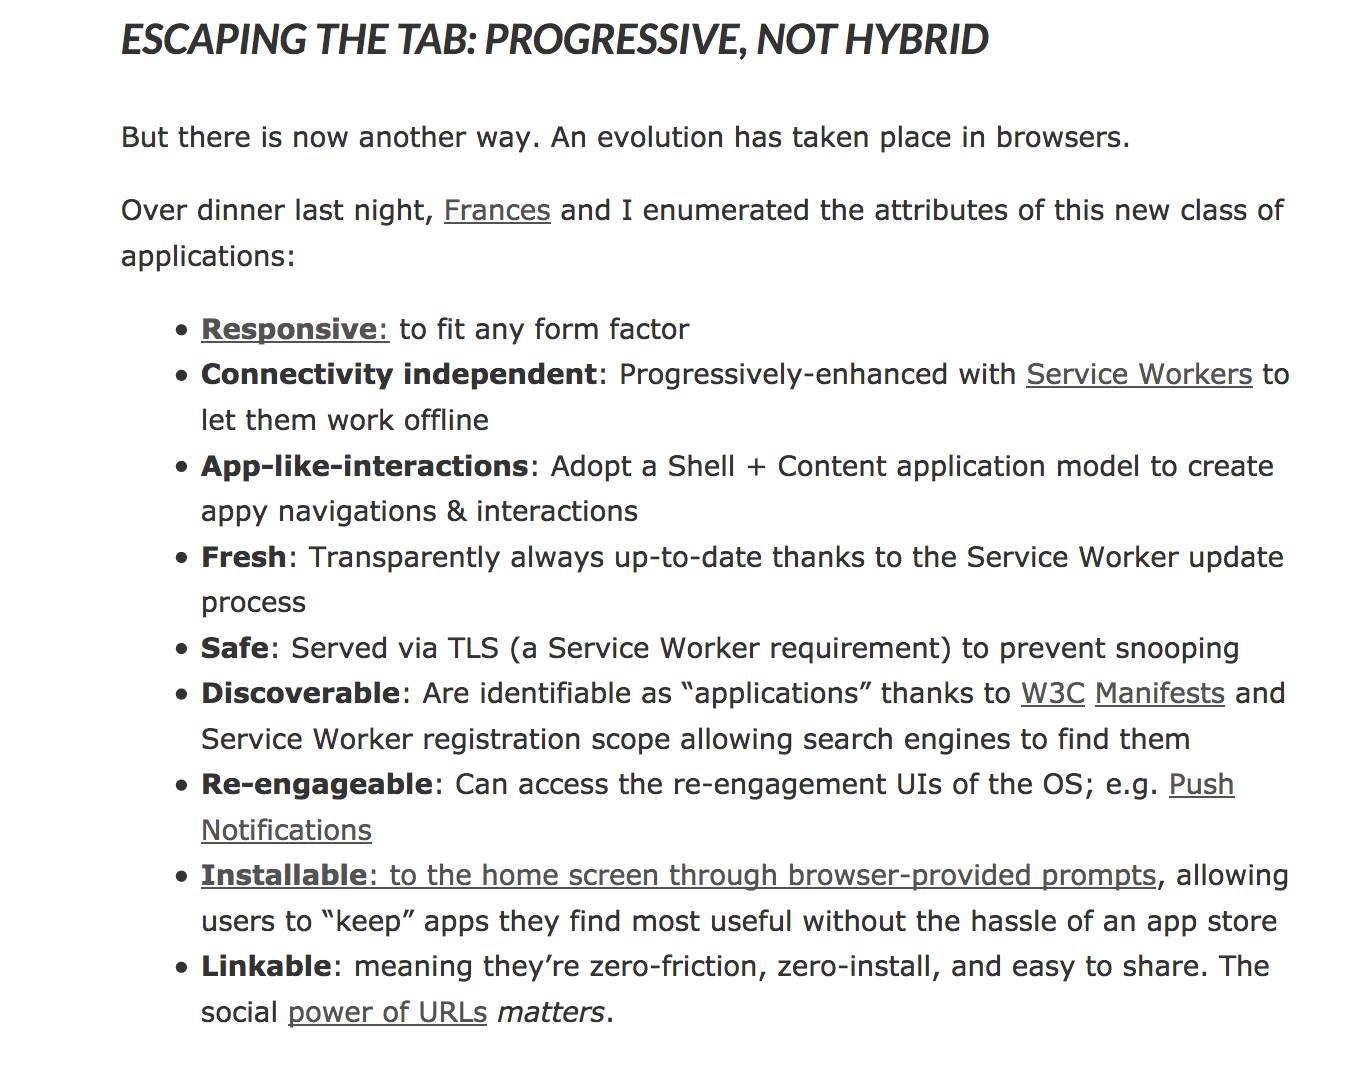 ESCAPING THE TAB: PROGRESSIVE, NOT HYBRID
But there is now another way. An evolution has taken place in browsers.
Over dinner last night, Frances and I enumerated the attributes of this new class of
applications:
• Responsive: to fit any form factor
• Connectivity independent: Progressively-enhanced with Service Workers to
let them work offline
• App-like-interactions: Adopt a Shell + Content application model to create
appy navigations & interactions
• Fresh: Transparently always up-to-date thanks to the Service Worker update
process
• Safe: Served via TLS (a Service Worker requirement) to prevent snooping
• Discoverable: Are identifiable as “applications” thanks to W3C Manifests and
Service Worker registration scope allowing search engines to find them
• Re-engageable: Can access the re-engagement UIs of the OS; e.g. Push
Notifications
• Installable: to the home screen through browser-provided prompts, allowing
users to “keep” apps they find most useful without the hassle of an app store
• Linkable: meaning they’re zero-friction, zero-install, and easy to share. The
social power of URLs matters.